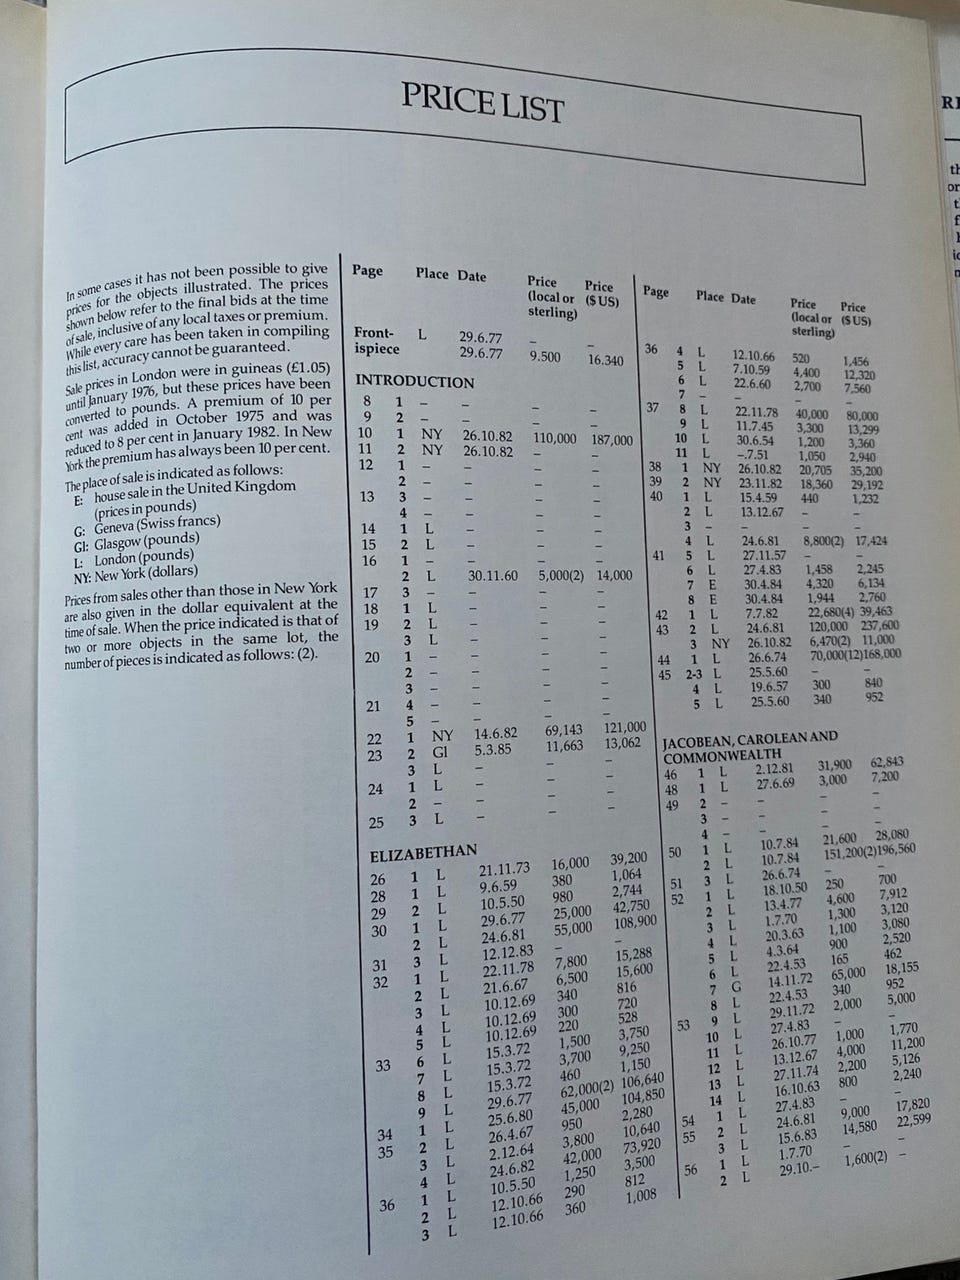 PRICE LIST
In some cases it has not been possible to give
prices for the objects illustrated. The prices
shown below refer to the final bids at the time
of sale, inclusive of any local taxes or premium.
While every care has been taken in compiling
this list, accuracy cannot be guaranteed.
Sale prices in London were in guineas (£1.05)
until January 1976, but these prices have been
converted to pounds. A premium of 10 per
cent was added in October 1975 and was
reduced to 8 per cent in January 1982. In New
York the premium has always been 10 per cent.
The place of sale is indicated as follows:
E: house sale in the United Kingdom
(prices in pounds)
G: Geneva (Swiss francs)
Gl: Glasgow (pounds)
L: London (pounds)
NY: New York (dollars)
Prices from sales other than those in New York
are also given in the dollar equivalent at the
time of sale. When the price indicated is that of
two or more objects in the same lot, the
number of pieces is indicated as follows: (2).
Page Place Date Price Price
(local or ($ US)
sterling)
Front- L 29.6.77 – –
ispiece 29.6.77 9.500 16.340
INTRODUCTION
8 1 – – – –
9 2 – – – –
10 1 NY 26.10.82 110,000 187,000
11 2 NY 26.10.82 – –
12 1 – – – –
2 – – – –
13 3 – – – –
4 – – – –
14 1 L – – –
15 2 L – – –
16 1 – – – –
2 L 30.11.60 5,000(2) 14,000
17 3 – – – –
18 1 L – – –
19 2 L – – –
3 L – – –
20 1 – – – –
2 – – – –
3 – – – –
21 4 – – – –
5 – – – –
22 1 NY 14.6.82 69,143 121,000
23 2 Gl 5.3.85 11,663 13,062
3 L – – –
24 1 L – – –
2 – – – –
25 3 L – – –
ELIZABETHAN
26 1 L 21.11.73 16,000 39,200
28 1 L 9.6.59 380 1,064
29 2 L 10.5.50 980 2,744
30 1 L 29.6.77 25,000 42,750
2 L 24.6.81 55,000 108,900
31 3 L 12.12.83 – –
32 1 L 22.11.78 7,800 15,288
2 L 21.6.67 6,500 15,600
3 L 10.12.69 340 816
4 L 10.12.69 300 720
5 L 10.12.69 220 528
33 6 L 15.3.72 1,500 3,750
7 L 15.3.72 3,700 9,250
8 L 15.3.72 460 1,150
9 L 29.6.77 62,000(2) 106,640
34 1 L 25.6.80 45,000 104,850
35 2 L 26.4.67 950 2,280
3 L 2.12.64 3,800 10,640
4 L 24.6.82 42,000 73,920
36 1 L 10.5.50 1,250 3,500
2 L 12.10.66 290 812
3 L 12.10.66 360 1,008
Page Place Date Price Price
(local or ($ US)
sterling)
36 4 L 12.10.66 520 1,456
5 L 7.10.59 4,400 12,320
6 L 22.6.60 2,700 7,560
7 – – – –
37 8 L 22.11.78 40,000 80,000
9 L 11.7.45 3,300 13,299
10 L 30.6.54 1,200 3,360
11 L –.7.51 1,050 2,940
38 1 NY 26.10.82 20,705 35,200
39 2 NY 23.11.82 18,360 29,192
40 1 L 15.4.59 440 1,232
2 L 13.12.67 – –
3 – – – –
4 L 24.6.81 8,800(2) 17,424
41 5 L 27.11.57 – –
6 L 27.4.83 1,458 2,245
7 E 30.4.84 4,320 6,134
8 E 30.4.84 1,944 2,760
42 1 L 7.7.82 22,680(4) 39,463
43 2 L 24.6.81 120,000 237,600
3 NY 26.10.82 6,470(2) 11,000
44 1 L 26.6.74 70,000(12) 168,000
45 2-3 L 25.5.60 – –
4 L 19.6.57 300 840
5 L 25.5.60 340 952
JACOBEAN, CAROLEAN AND
COMMONWEALTH
46 1 L 2.12.81 31,900 62,843
48 1 L 27.6.69 3,000 7,200
49 2 – – – –
3 – – – –
4 – – – –
50 1 L 10.7.84 21,600 28,080
2 L 10.7.84 151,200(2) 196,560
51 3 L 26.6.74 – –
52 1 L 18.10.50 250 700
2 L 13.4.77 4,600 7,912
3 L 1.7.70 1,300 3,120
4 L 20.3.63 1,100 3,080
5 L 4.3.64 900 2,520
6 L 22.4.53 165 462
7 G 14.11.72 65,000 18,155
8 L 22.4.53 340 952
53 9 L 29.11.72 2,000 5,000
10 L 27.4.83 – –
11 L 26.10.77 1,000 1,770
12 L 13.12.67 4,000 11,200
13 L 27.11.74 2,200 5,126
14 L 16.10.63 800 2,240
54 1 L 27.4.83 – –
55 2 L 24.6.81 9,000 17,820
3 L 15.6.83 14,580 22,599
56 1 L 1.7.70 – –
2 L 29.10.– 1,600(2) –